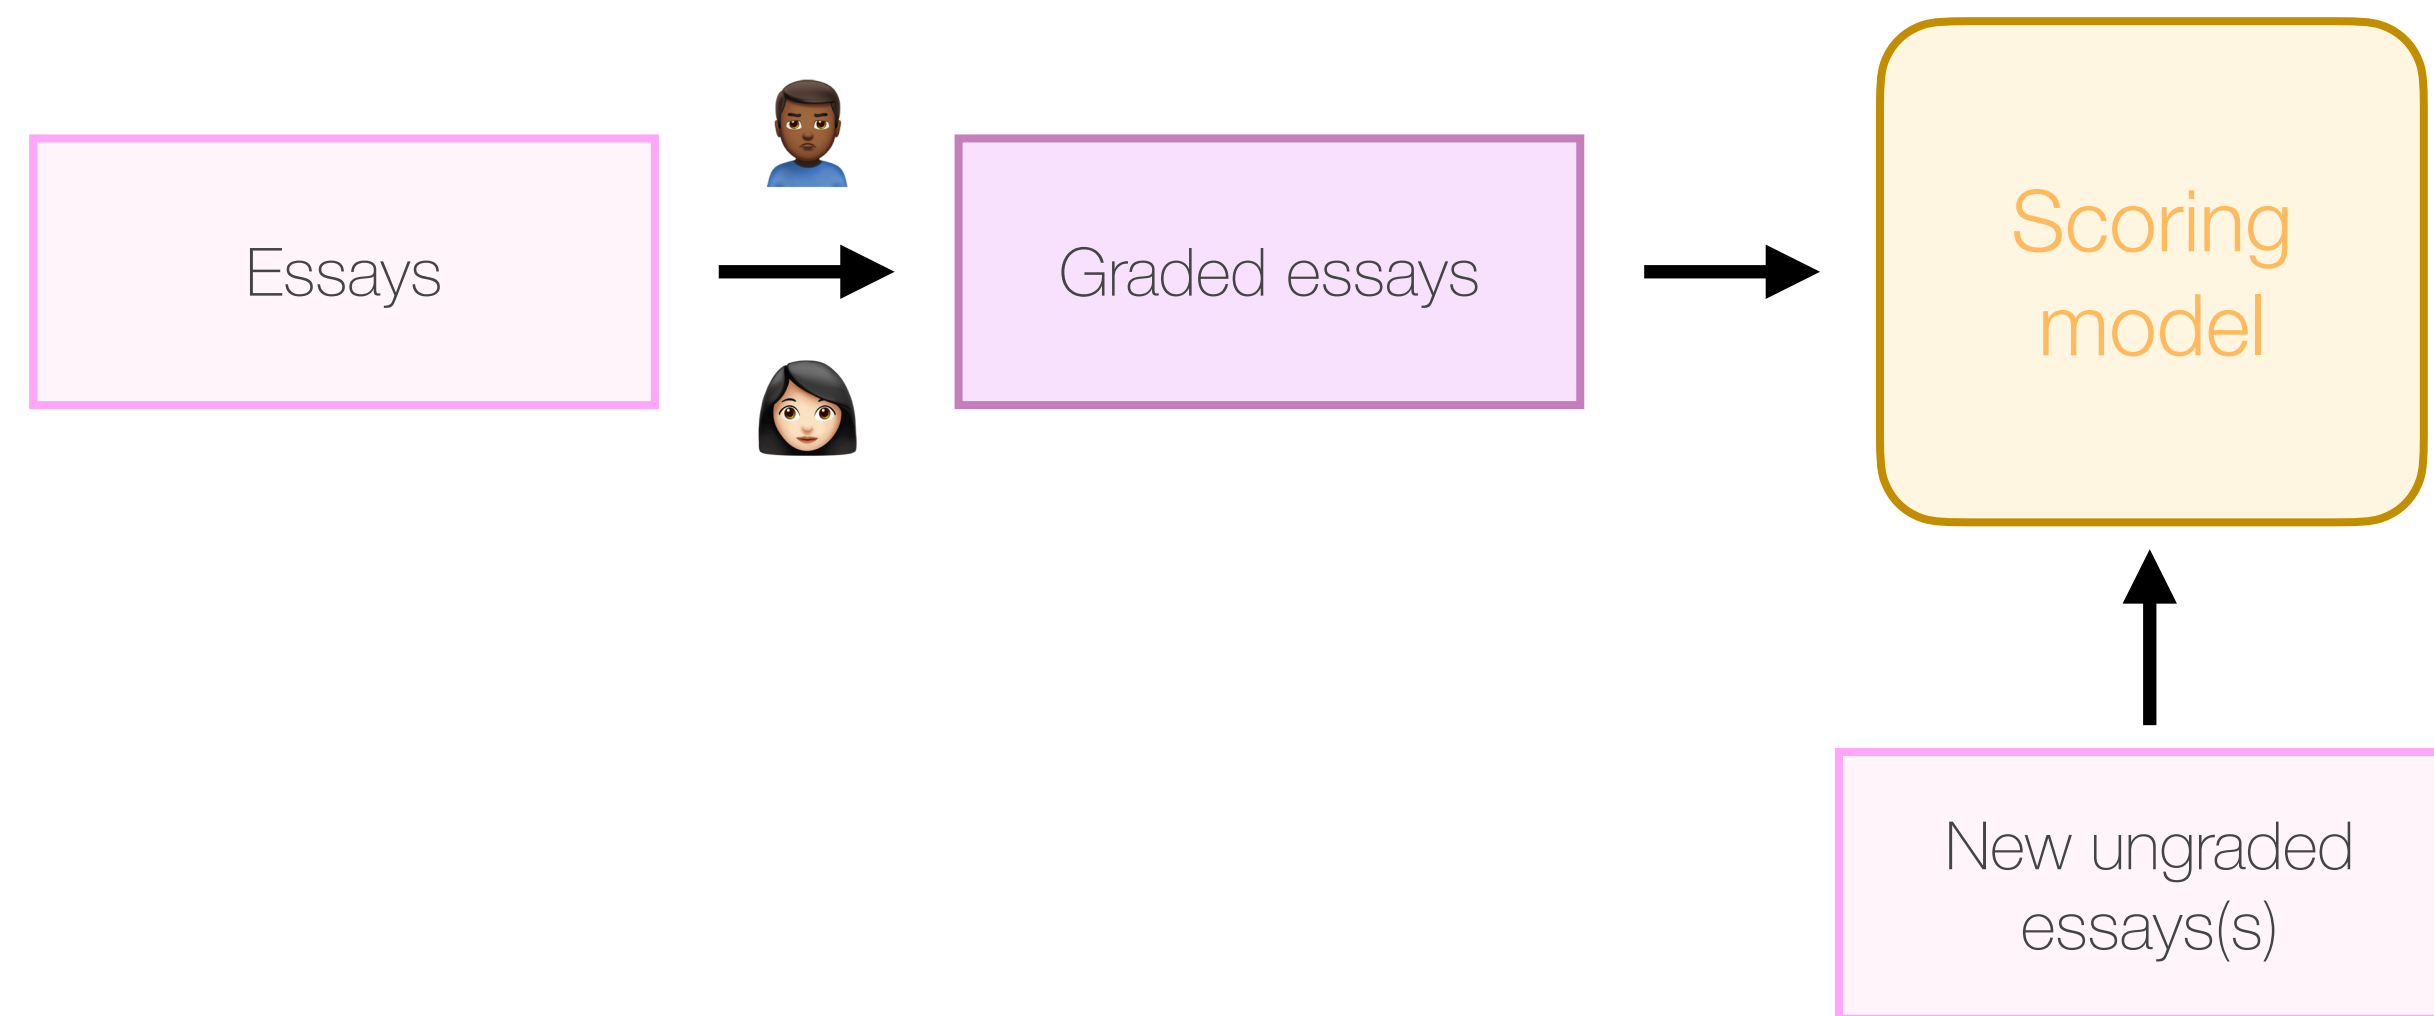 Essays
Graded essays
Scoring
model
New ungraded
essays(s)